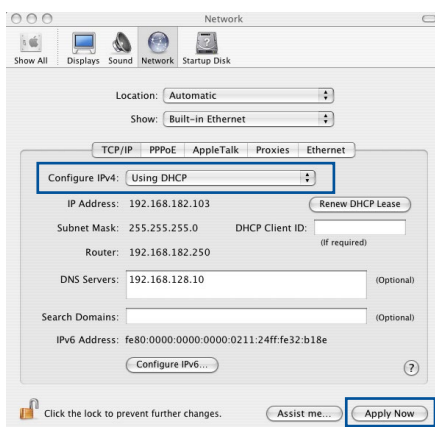 Network
Show All Displays Sound Network Startup Disk
Location: Automatic
Show: Built-in Ethernet
TCP/IP PPPoE AppleTalk Proxies Ethernet
Configure IPv4: Using DHCP
IP Address: 192.168.182.103 Renew DHCP Lease
Subnet Mask: 255.255.255.0 DHCP Client ID:
(If required)
Router: 192.168.182.250
DNS Servers: 192.168.128.10 (Optional)
Search Domains: (Optional)
IPv6 Address: fe80:0000:0000:0000:0211:24ff:fe32:b18e
Configure IPv6... ?
Click the lock to prevent further changes. Assist me... Apply Now